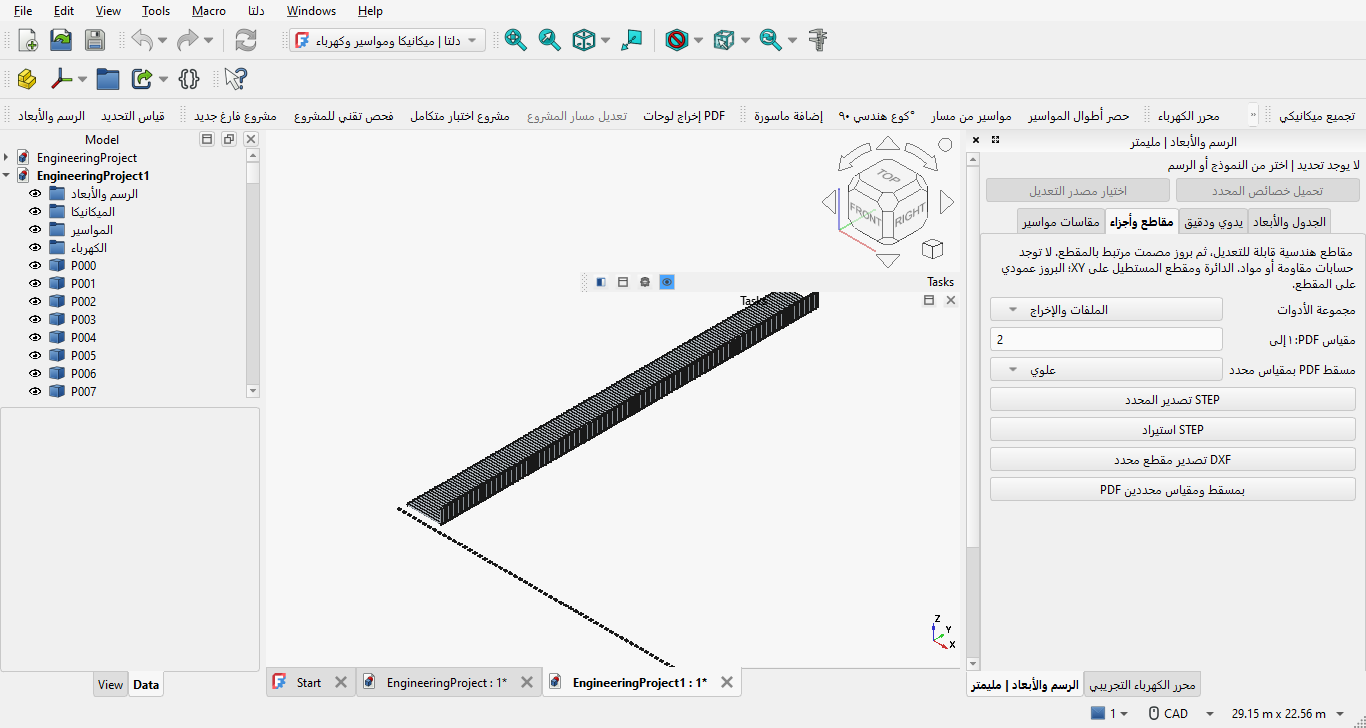 File Edit View Tools Macro دلتا Windows Help
دلتا | ميكانيكا ومواسير وكهرباء
الرسم والأبعاد قياس التحديد مشروع فارغ جديد فحص تقني للمشروع مشروع اختبار متكامل تعديل مسار المشروع PDF إخراج لوحات إضافة ماسورة كوع هندسي ٩٠° مواسير من مسار حصر أطوال المواسير محرر الكهرباء » تجميع ميكانيكي
Model
EngineeringProject
EngineeringProject1
الرسم والأبعاد
الميكانيكا
المواسير
الكهرباء
P000
P001
P002
P003
P004
P005
P006
P007
View Data
TOP
FRONT
RIGHT
Tasks
Tasks
Z
Y
X
Start EngineeringProject : 1* EngineeringProject1 : 1*
الرسم والأبعاد | مليمتر
لا يوجد تحديد | اختر من النموذج أو الرسم
تحميل خصائص المحدد
اختيار مصدر التعديل
الجدول والأبعاد يدوي ودقيق مقاطع وأجزاء مقاسات مواسير
مقاطع هندسية قابلة للتعديل، ثم بروز مصمت مرتبط بالمقطع. لا توجد
حسابات مقاومة أو مواد. الدائرة ومقطع المستطيل على XY؛ البروز عمودي
على المقطع.
مجموعة الأدوات الملفات والإخراج
مقياس PDF:١إلى 2
مسقط PDF بمقياس محدد علوي
STEP تصدير المحدد
STEP استيراد
DXF تصدير مقطع محدد
بمسقط ومقياس محددين PDF
الرسم والأبعاد | مليمتر محرر الكهرباء التجريبي
1 CAD 29.15 m x 22.56 m